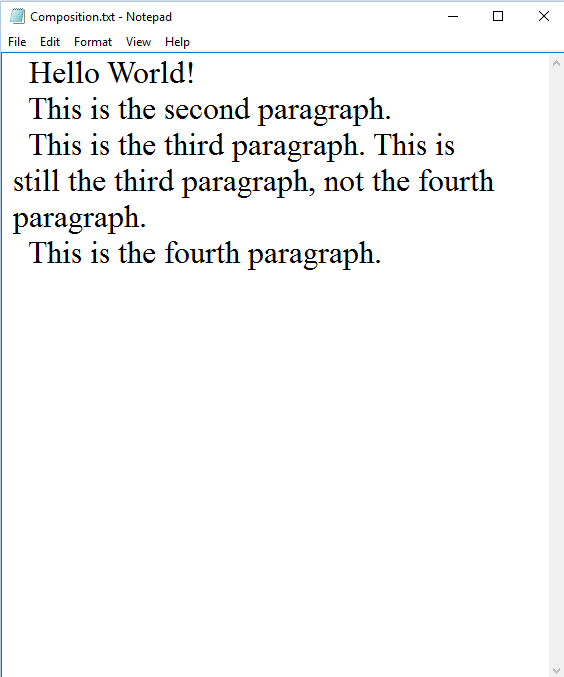 Composition.txt - Notepad
File Edit Format View Help
Hello World!
This is the second paragraph.
This is the third paragraph. This is
still the third paragraph, not the fourth
paragraph.
This is the fourth paragraph.